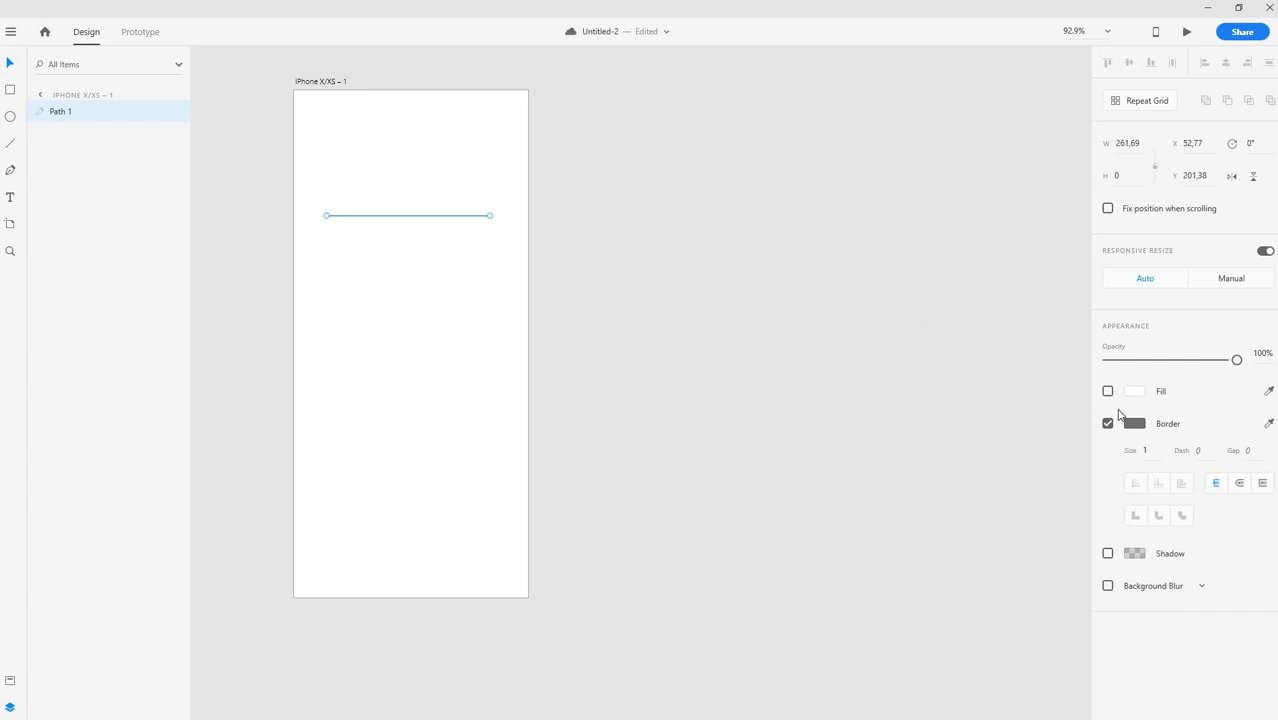 Design
Prototype
Untitled-2 — Edited
92.9%
Share
All Items
IPHONE X/XS – 1
Path 1
iPhone X/XS – 1
Repeat Grid
W 261,69
X 52,77
0°
H 0
Y 201,38
Fix position when scrolling
RESPONSIVE RESIZE
Auto
Manual
APPEARANCE
Opacity
100%
Fill
Border
Size 1
Dash 0
Gap 0
Shadow
Background Blur